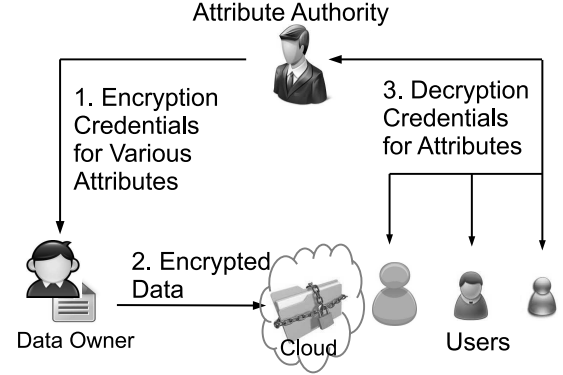 Attribute Authority
1. Encryption
Credentials
for Various
Attributes
3. Decryption
Credentials
for Attributes
2. Encrypted
Data
Data Owner
Cloud
Users